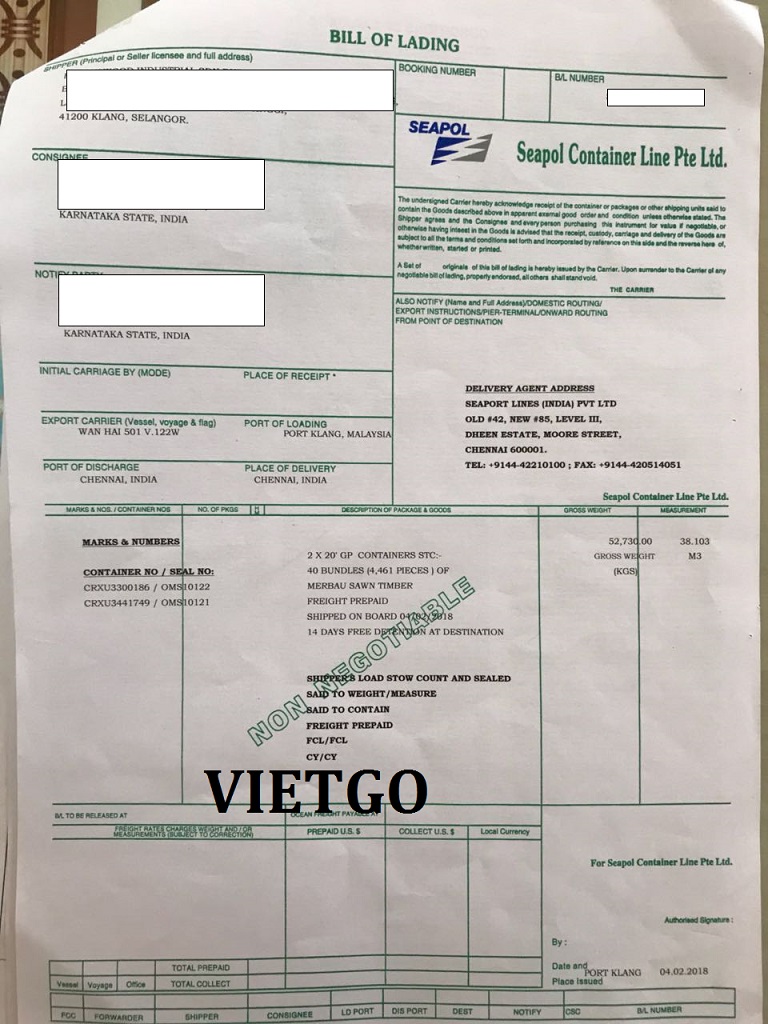 BILL OF LADING
SHIPPER (Principal or Seller licensee and full address)
41200 KLANG, SELANGOR.
BOOKING NUMBER
B/L NUMBER
SEAPOL
Seapol Container Line Pte Ltd.
CONSIGNEE
KARNATAKA STATE, INDIA
The undersigned Carrier hereby acknowledge receipt of the container or packages or other shipping units said to
contain the Goods described above in apparent exernal good order and condition unless otherwise stated. The
Shipper agrees and the Consignee and every person purchasing this instrument for value if negotiable, or
otherwise having interest in the Goods is advised that the receipt, custody, carriage and delivery of the Goods are
subject to all the terms and conditions set forth and incorporated by reference on this side and the reverse here of,
whether written, started or printed.
A Set of originals of this bill of lading is hereby issued by the Carrier. Upon surrender to the Carrier of any
negotiable bill of lading, properly endorsed, all others shall stand void.
THE CARRIER
NOTIFY PARTY
KARNATAKA STATE, INDIA
ALSO NOTIFY (Name and Full Address)/DOMESTIC ROUTING/
EXPORT INSTRUCTIONS/PIER-TERMINAL/ONWARD ROUTING
FROM POINT OF DESTINATION
INITIAL CARRIAGE BY (MODE)
PLACE OF RECEIPT *
DELIVERY AGENT ADDRESS
SEAPORT LINES (INDIA) PVT LTD
OLD #42, NEW #85, LEVEL III,
DHEEN ESTATE, MOORE STREET,
CHENNAI 600001.
TEL: +9144-42210100 ; FAX: +9144-420514051
EXPORT CARRIER (Vessel, voyage & flag)
WAN HAI 501 V.122W
PORT OF LOADING
PORT KLANG, MALAYSIA
PORT OF DISCHARGE
CHENNAI, INDIA
PLACE OF DELIVERY
CHENNAI, INDIA
Seapol Container Line Pte Ltd.
MARKS & NOS. / CONTAINER NOS
NO. OF PKGS
DESCRIPTION OF PACKAGE & GOODS
GROSS WEIGHT
MEASUREMENT
MARKS & NUMBERS
CONTAINER NO / SEAL NO:
CRXU3300186 / OMS10122
CRXU3441749 / OMS10121
2 X 20' GP CONTAINERS STC:-
40 BUNDLES (4,461 PIECES ) OF
MERBAU SAWN TIMBER
FREIGHT PREPAID
SHIPPED ON BOARD 04/02/2018
14 DAYS FREE DETENTION AT DESTINATION
52,730.00
GROSS WEIGHT
(KGS)
38.103
M3
NON NEGOTIABLE
SHIPPER'S LOAD STOW COUNT AND SEALED
SAID TO WEIGHT/MEASURE
SAID TO CONTAIN
FREIGHT PREPAID
FCL/FCL
CY/CY
VIETGO
B/L TO BE RELEASED AT
OCEAN FREIGHT PAYABLE AT
FREIGHT RATES CHARGES WEIGHT AND / OR
MEASUREMENTS (SUBJECT TO CORRECTION)
PREPAID U.S. $
COLLECT U.S. $
Local Currency
For Seapol Container Line Pte Ltd.
Authorised Signature :
By :
Date and
Place Issued
PORT KLANG 04.02.2018
TOTAL PREPAID
Vessel
Voyage
Office
TOTAL COLLECT
FCC
FORWARDER
SHIPPER
CONSIGNEE
LD PORT
DIS PORT
DEST
NOTIFY
CSC
B/L NUMBER